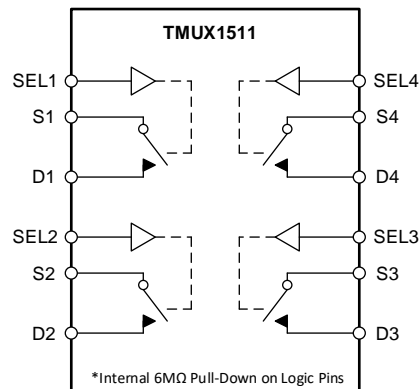 TMUX1511
SEL1
SEL4
S1
S4
D1
D4
SEL2
SEL3
S2
S3
D2
D3
*Internal 6MΩ Pull-Down on Logic Pins